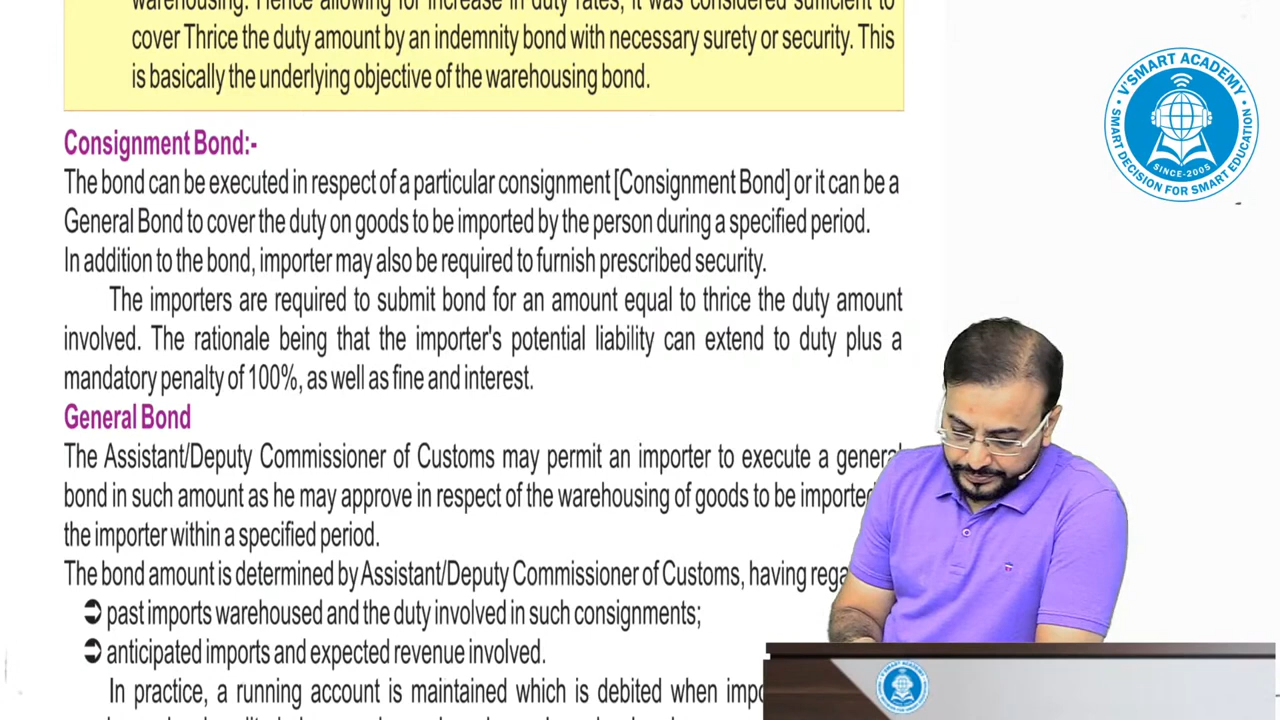 warehousing. Hence allowing for increase in duty rates, it was considered sufficient to
cover Thrice the duty amount by an indemnity bond with necessary surety or security. This
is basically the underlying objective of the warehousing bond.
Consignment Bond:-
The bond can be executed in respect of a particular consignment [Consignment Bond] or it can be a
General Bond to cover the duty on goods to be imported by the person during a specified period.
In addition to the bond, importer may also be required to furnish prescribed security.
The importers are required to submit bond for an amount equal to thrice the duty amount
involved. The rationale being that the importer's potential liability can extend to duty plus a
mandatory penalty of 100%, as well as fine and interest.
General Bond
The Assistant/Deputy Commissioner of Customs may permit an importer to execute a general
bond in such amount as he may approve in respect of the warehousing of goods to be imported
the importer within a specified period.
The bond amount is determined by Assistant/Deputy Commissioner of Customs, having rega
➲ past imports warehoused and the duty involved in such consignments;
➲ anticipated imports and expected revenue involved.
In practice, a running account is maintained which is debited when impo
V'SMART ACADEMY
SINCE-2005
SMART DECISION FOR SMART EDUCATION